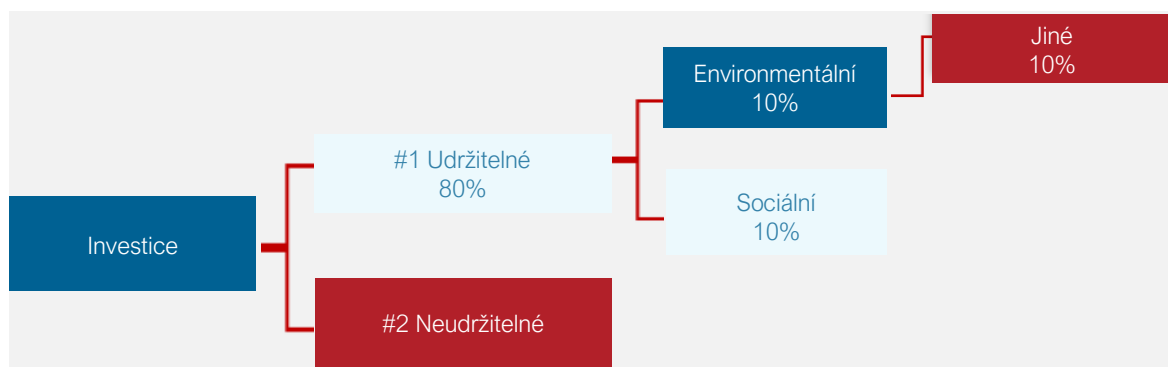 Jiné
10%
Environmentální
10%
#1 Udržitelné
80%
Sociální
10%
Investice
#2 Neudržitelné